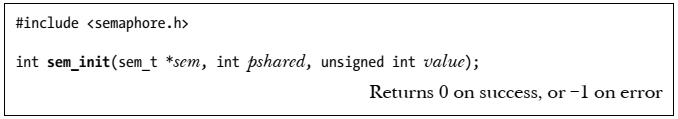 #include <semaphore.h>
int sem_init(sem_t *sem, int pshared, unsigned int value);
Returns 0 on success, or −1 on error